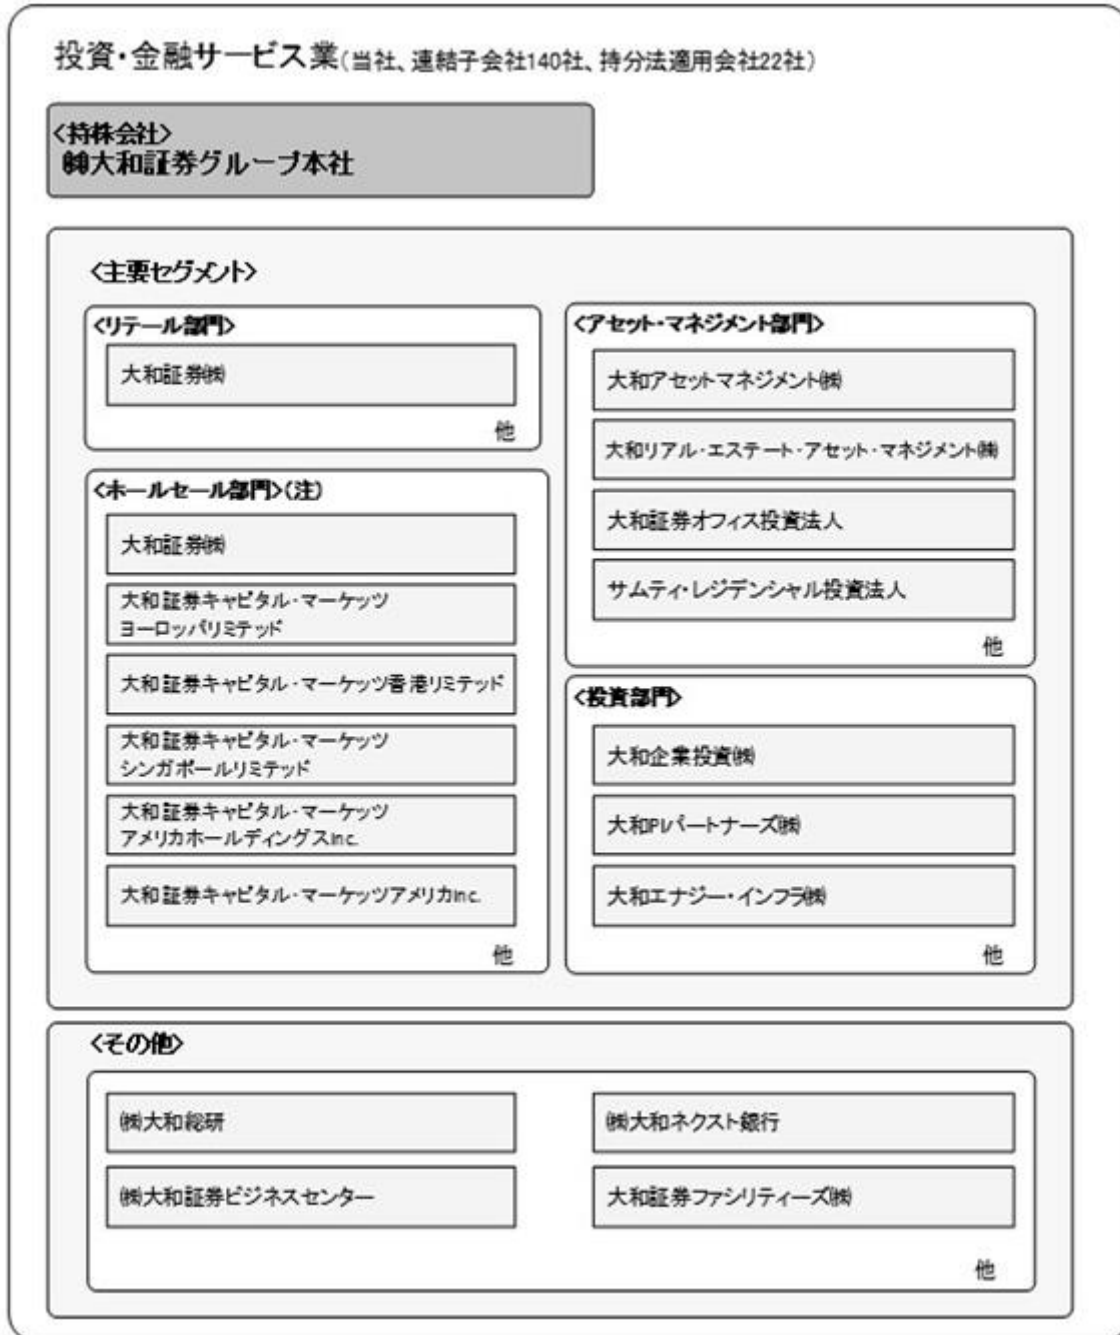 投資・金融サービス業(当社、連結子会社140社、持分法適用会社22社)
<持株会社>
㈱大和証券グループ本社
<主要セグメント>
<リテール部門>
大和証券㈱
他
<ホールセール部門>(注)
大和証券㈱
大和証券キャピタル・マーケッツ
ヨーロッパリミテッド
大和証券キャピタル・マーケッツ香港リミテッド
大和証券キャピタル・マーケッツ
シンガポールリミテッド
大和証券キャピタル・マーケッツ
アメリカホールディングスInc.
大和証券キャピタル・マーケッツアメリカInc.
他
<アセット・マネジメント部門>
大和アセットマネジメント㈱
大和リアル・エステート・アセット・マネジメント㈱
大和証券オフィス投資法人
サムティ・レジデンシャル投資法人
他
<投資部門>
大和企業投資㈱
大和PIパートナーズ㈱
大和エナジー・インフラ㈱
他
<その他>
㈱大和総研
㈱大和ネクスト銀行
㈱大和証券ビジネスセンター
大和証券ファシリティーズ㈱
他